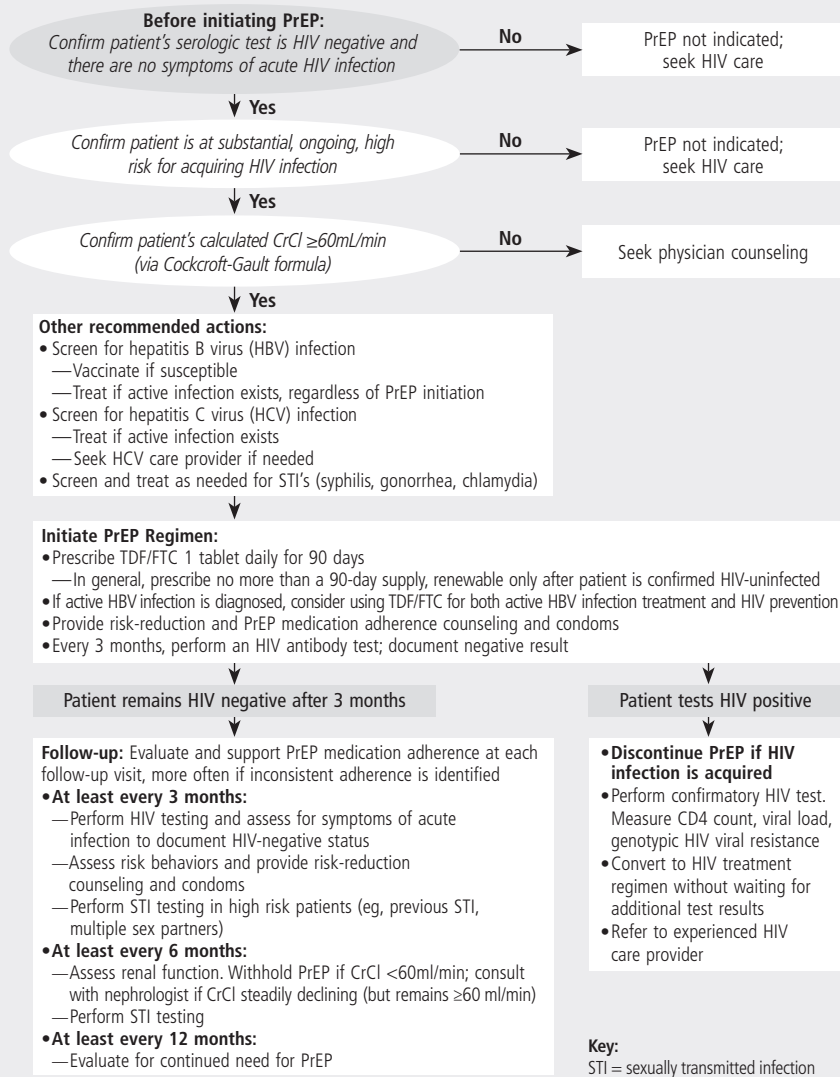 Before initiating PrEP:
Confirm patient's serologic test is HIV negative and
there are no symptoms of acute HIV infection
No
PrEP not indicated;
seek HIV care
Yes
Confirm patient is at substantial, ongoing, high
risk for acquiring HIV infection
No
PrEP not indicated;
seek HIV care
Yes
Confirm patient's calculated CrCl ≥60mL/min
(via Cockcroft-Gault formula)
No
Seek physician counseling
Yes
Other recommended actions:
• Screen for hepatitis B virus (HBV) infection
—Vaccinate if susceptible
—Treat if active infection exists, regardless of PrEP initiation
• Screen for hepatitis C virus (HCV) infection
—Treat if active infection exists
—Seek HCV care provider if needed
• Screen and treat as needed for STI's (syphilis, gonorrhea, chlamydia)
Initiate PrEP Regimen:
•Prescribe TDF/FTC 1 tablet daily for 90 days
—In general, prescribe no more than a 90-day supply, renewable only after patient is confirmed HIV-uninfected
•If active HBV infection is diagnosed, consider using TDF/FTC for both active HBV infection treatment and HIV prevention
•Provide risk-reduction and PrEP medication adherence counseling and condoms
•Every 3 months, perform an HIV antibody test; document negative result
Patient remains HIV negative after 3 months
Follow-up: Evaluate and support PrEP medication adherence at each
follow-up visit, more often if inconsistent adherence is identified
•At least every 3 months:
—Perform HIV testing and assess for symptoms of acute
infection to document HIV-negative status
—Assess risk behaviors and provide risk-reduction
counseling and condoms
—Perform STI testing in high risk patients (eg, previous STI,
multiple sex partners)
•At least every 6 months:
—Assess renal function. Withhold PrEP if CrCl <60ml/min; consult
with nephrologist if CrCl steadily declining (but remains ≥60 ml/min)
—Perform STI testing
•At least every 12 months:
—Evaluate for continued need for PrEP
Patient tests HIV positive
•Discontinue PrEP if HIV
infection is acquired
•Perform confirmatory HIV test.
Measure CD4 count, viral load,
genotypic HIV viral resistance
•Convert to HIV treatment
regimen without waiting for
additional test results
•Refer to experienced HIV
care provider
Key:
STI = sexually transmitted infection